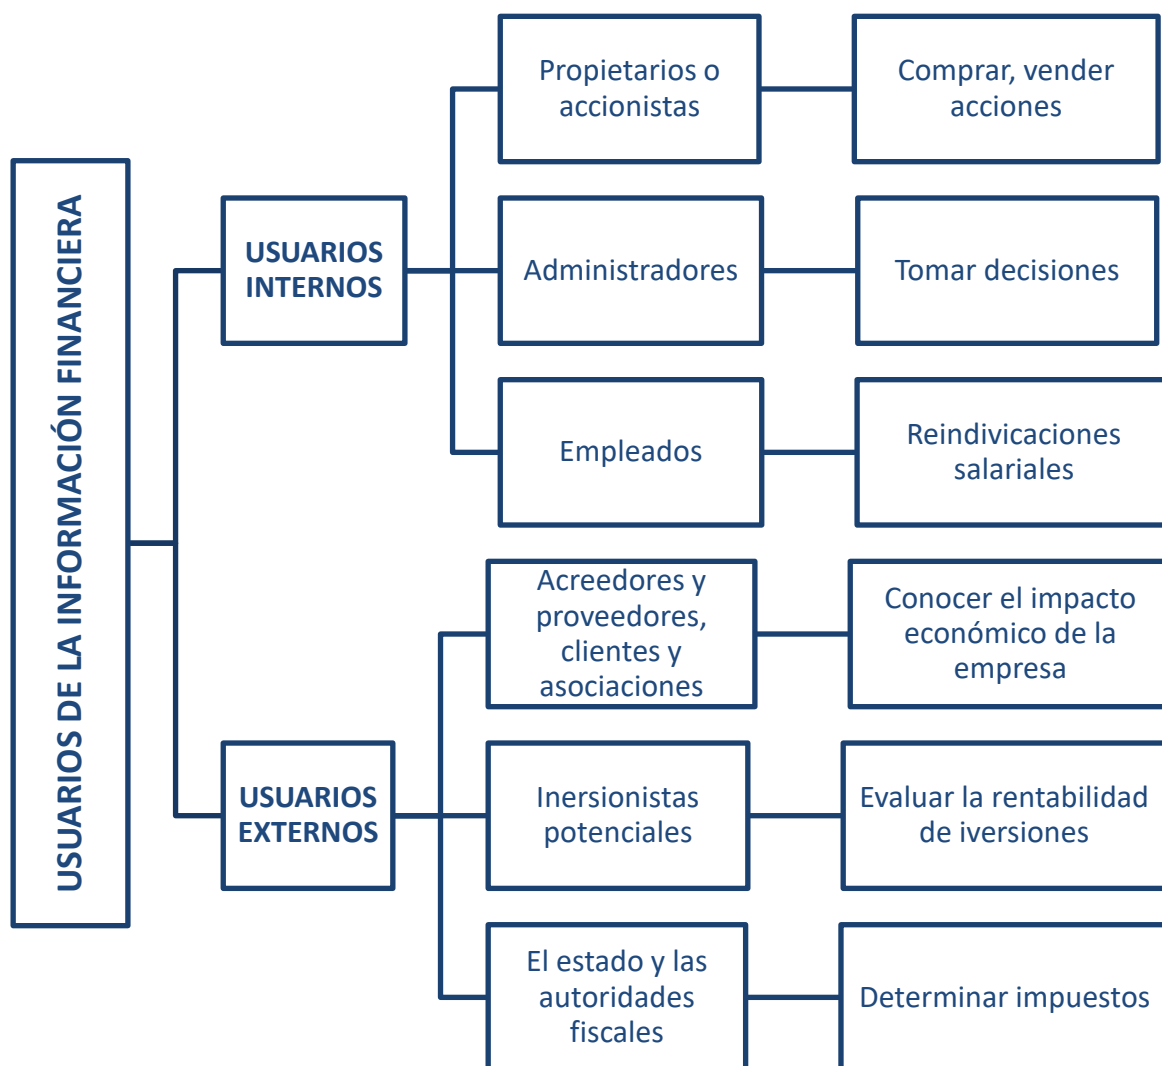 USUARIOS DE LA INFORMACIÓN FINANCIERA
USUARIOS
INTERNOS
Propietarios o
accionistas
Comprar, vender
acciones
Administradores
Tomar decisiones
Empleados
Reindivicaciones
salariales
USUARIOS
EXTERNOS
Acreedores y
proveedores,
clientes y
asociaciones
Conocer el impacto
económico de la
empresa
Inersionistas
potenciales
Evaluar la rentabilidad
de iversiones
El estado y las
autoridades
fiscales
Determinar impuestos